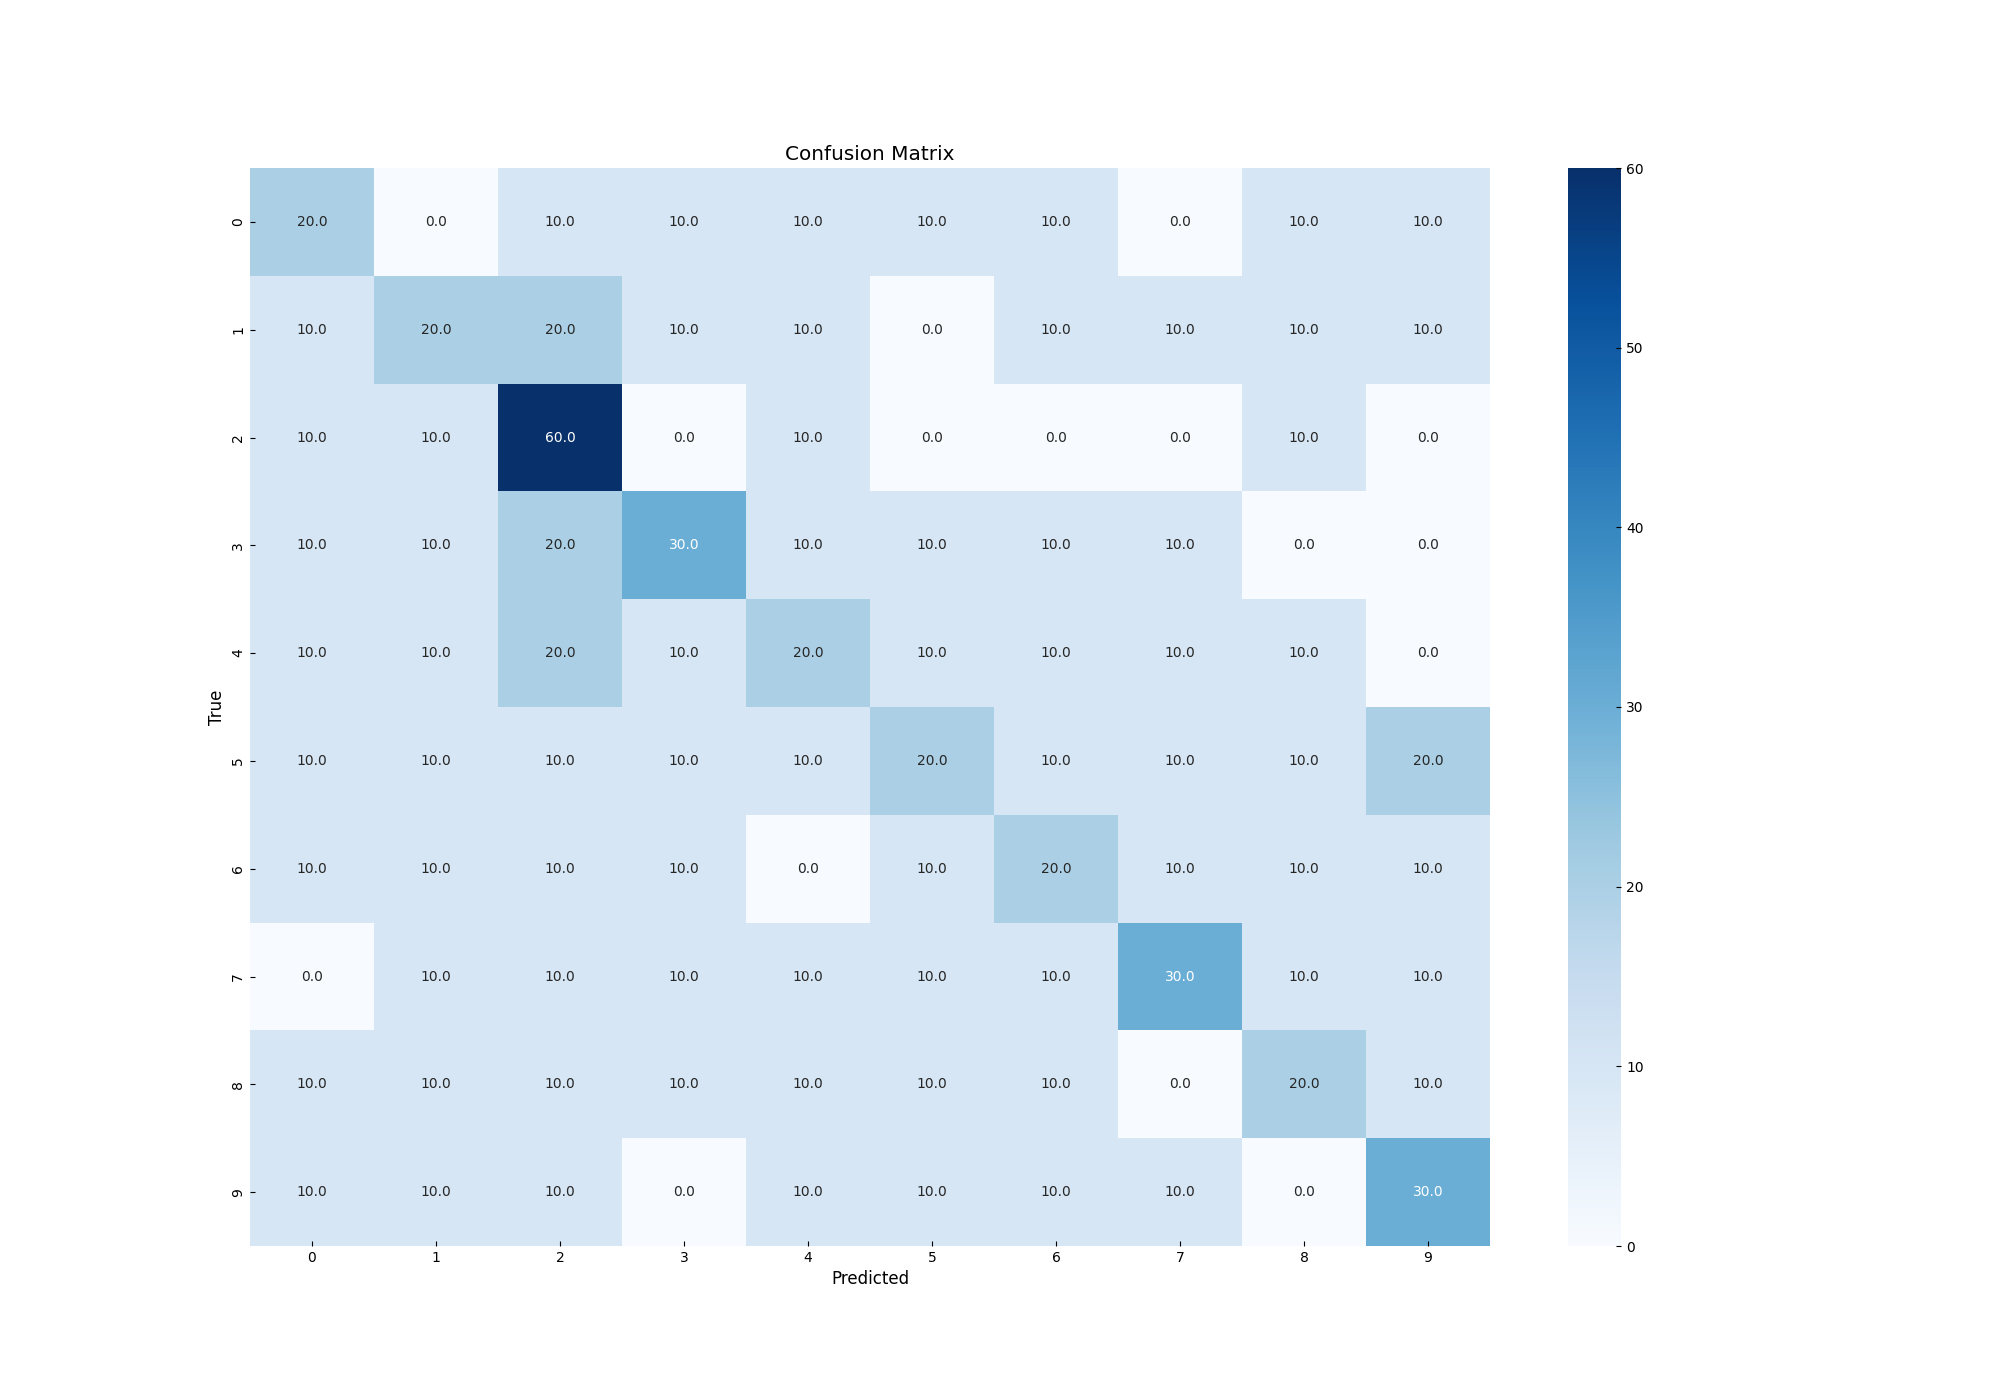 Confusion Matrix
0 20.0 0.0 10.0 10.0 10.0 10.0 10.0 0.0 10.0 10.0
1 10.0 20.0 20.0 10.0 10.0 0.0 10.0 10.0 10.0 10.0
2 10.0 10.0 60.0 0.0 10.0 0.0 0.0 0.0 10.0 0.0
3 10.0 10.0 20.0 30.0 10.0 10.0 10.0 10.0 0.0 0.0
4 10.0 10.0 20.0 10.0 20.0 10.0 10.0 10.0 10.0 0.0
5 10.0 10.0 10.0 10.0 10.0 20.0 10.0 10.0 10.0 20.0
6 10.0 10.0 10.0 10.0 0.0 10.0 20.0 10.0 10.0 10.0
7 0.0 10.0 10.0 10.0 10.0 10.0 10.0 30.0 10.0 10.0
8 10.0 10.0 10.0 10.0 10.0 10.0 10.0 0.0 20.0 10.0
9 10.0 10.0 10.0 0.0 10.0 10.0 10.0 10.0 0.0 30.0
0 1 2 3 4 5 6 7 8 9
Predicted
True
60
50
40
30
20
10
0